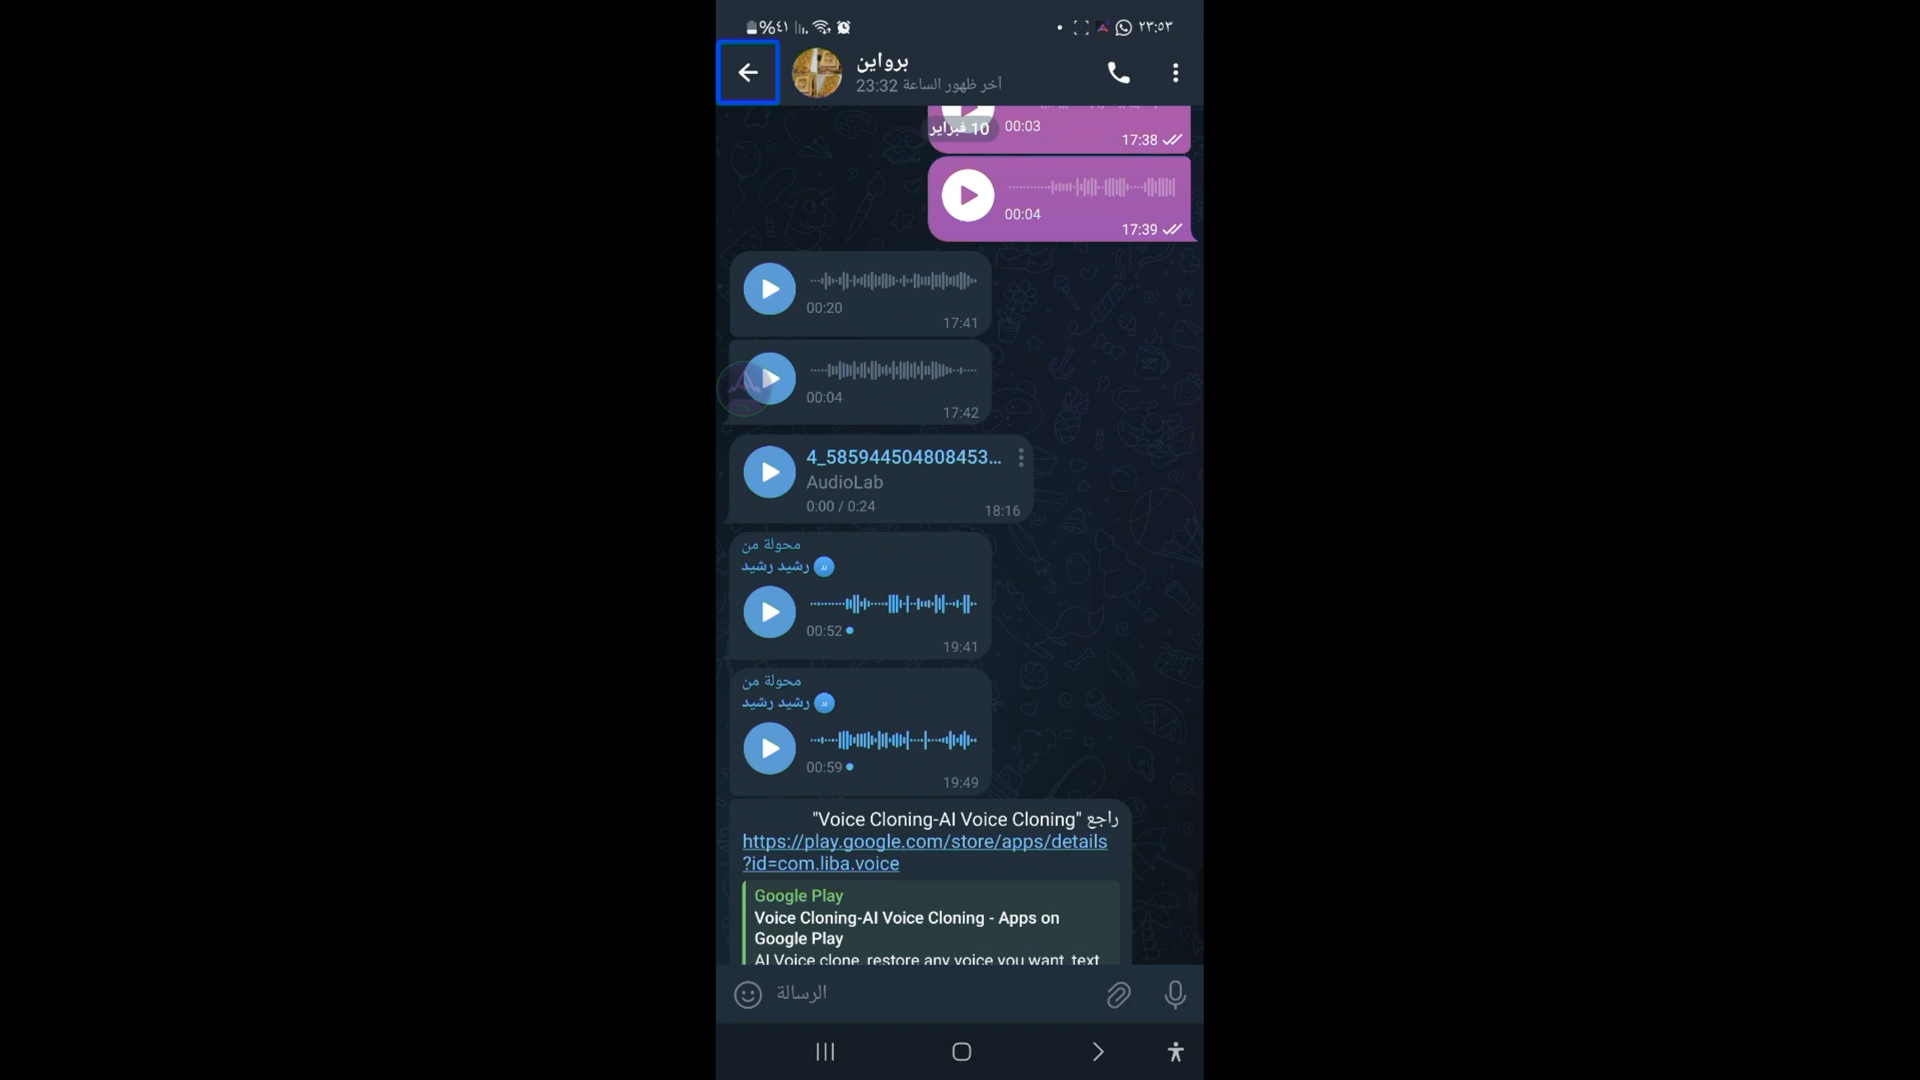 %٤١
٢٣:٥٣
برواين
آخر ظهور الساعة 23:32
10 فبراير
00:03
17:38
00:04
17:39
00:20
17:41
00:04
17:42
4_585944504808453...
AudioLab
0:00 / 0:24
18:16
محولة من
رشيد رشيد
00:52
19:41
محولة من
رشيد رشيد
00:59
19:49
راجع "Voice Cloning-AI Voice Cloning"
https://play.google.com/store/apps/details
?id=com.liba.voice
Google Play
Voice Cloning-AI Voice Cloning - Apps on
Google Play
AI Voice clone, restore any voice you want, text
الرسالة